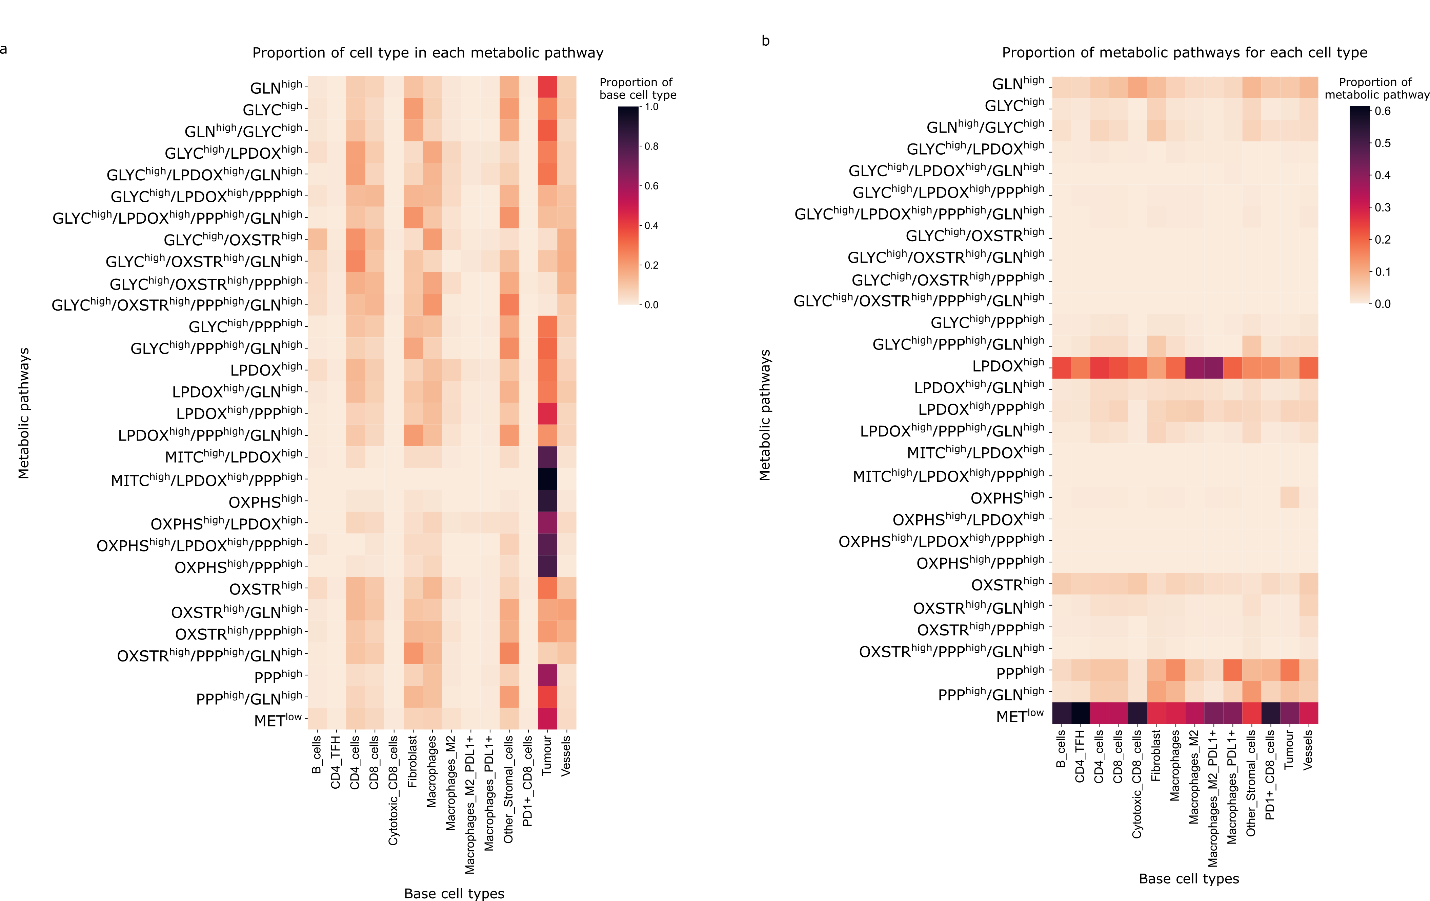 a
Proportion of cell type in each metabolic pathway
Metabolic pathways
GLNhigh
GLYChigh
GLNhigh/GLYChigh
GLYChigh/LPDOXhigh
GLYChigh/LPDOXhigh/GLNhigh
GLYChigh/LPDOXhigh/PPPhigh
GLYChigh/LPDOXhigh/PPPhigh/GLNhigh
GLYChigh/OXSTRhigh
GLYChigh/OXSTRhigh/GLNhigh
GLYChigh/OXSTRhigh/PPPhigh
GLYChigh/OXSTRhigh/PPPhigh/GLNhigh
GLYChigh/PPPhigh
GLYChigh/PPPhigh/GLNhigh
LPDOXhigh
LPDOXhigh/GLNhigh
LPDOXhigh/PPPhigh
LPDOXhigh/PPPhigh/GLNhigh
MITChigh/LPDOXhigh
MITChigh/LPDOXhigh/PPPhigh
OXPHShigh
OXPHShigh/LPDOXhigh
OXPHShigh/LPDOXhigh/PPPhigh
OXPHShigh/PPPhigh
OXSTRhigh
OXSTRhigh/GLNhigh
OXSTRhigh/PPPhigh
OXSTRhigh/PPPhigh/GLNhigh
PPPhigh
PPPhigh/GLNhigh
METlow
B_cells
CD4_TFH
CD4_cells
CD8_cells
Cytotoxic_CD8_cells
Fibroblast
Macrophages
Macrophages_M2
Macrophages_M2_PDL1+
Macrophages_PDL1+
Other_Stromal_cells
PD1+_CD8_cells
Tumour
Vessels
Base cell types
Proportion of
base cell type
1.0
0.8
0.6
0.4
0.2
0.0
b
Proportion of metabolic pathways for each cell type
Metabolic pathways
GLNhigh
GLYChigh
GLNhigh/GLYChigh
GLYChigh/LPDOXhigh
GLYChigh/LPDOXhigh/GLNhigh
GLYChigh/LPDOXhigh/PPPhigh
GLYChigh/LPDOXhigh/PPPhigh/GLNhigh
GLYChigh/OXSTRhigh
GLYChigh/OXSTRhigh/GLNhigh
GLYChigh/OXSTRhigh/PPPhigh
GLYChigh/OXSTRhigh/PPPhigh/GLNhigh
GLYChigh/PPPhigh
GLYChigh/PPPhigh/GLNhigh
LPDOXhigh
LPDOXhigh/GLNhigh
LPDOXhigh/PPPhigh
LPDOXhigh/PPPhigh/GLNhigh
MITChigh/LPDOXhigh
MITChigh/LPDOXhigh/PPPhigh
OXPHShigh
OXPHShigh/LPDOXhigh
OXPHShigh/LPDOXhigh/PPPhigh
OXPHShigh/PPPhigh
OXSTRhigh
OXSTRhigh/GLNhigh
OXSTRhigh/PPPhigh
OXSTRhigh/PPPhigh/GLNhigh
PPPhigh
PPPhigh/GLNhigh
METlow
B_cells
CD4_TFH
CD4_cells
CD8_cells
Cytotoxic_CD8_cells
Fibroblast
Macrophages
Macrophages_M2
Macrophages_M2_PDL1+
Macrophages_PDL1+
Other_Stromal_cells
PD1+_CD8_cells
Tumour
Vessels
Base cell types
Proportion of
metabolic pathway
0.6
0.5
0.4
0.3
0.2
0.1
0.0